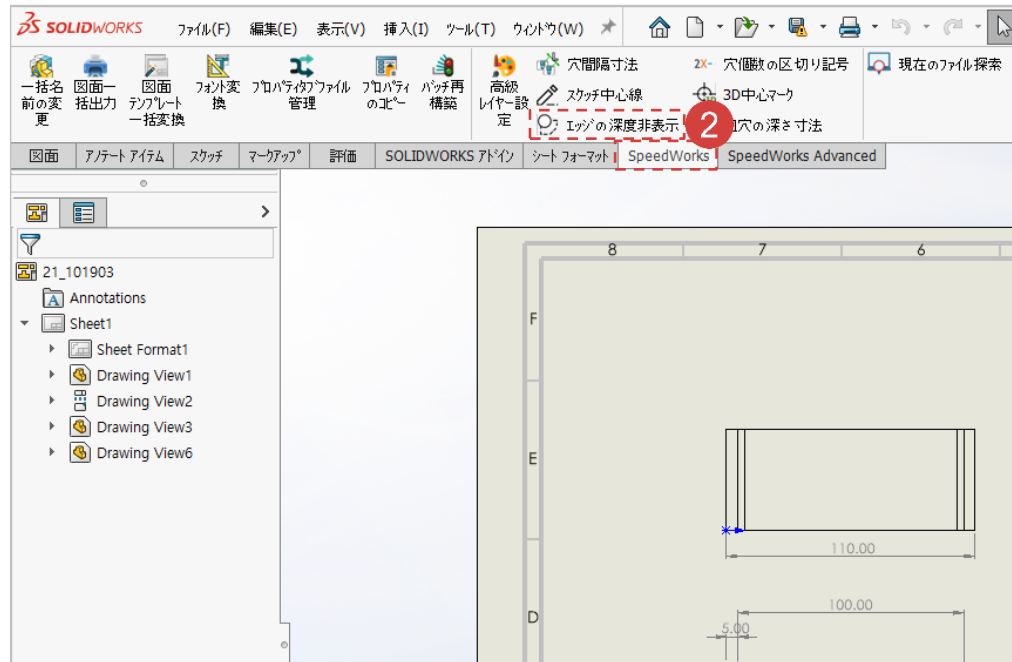 SOLIDWORKS ファイル(F) 編集(E) 表示(V) 挿入(I) ツール(T) ウィンドウ(W)
一括名前の変更
図面一括出力
図面テンプレート一括変換
フォント変換
プロパティタブファイル管理
プロパティのコピー
バッチ再構築
高級レイヤー設定
穴間隔寸法
スケッチ中心線
エッジの深度非表示
2X- 穴個数の区切り記号
3D中心マーク
穴の深さ寸法
現在のファイル探索
2
図面 アノテート アイテム スケッチ マークアップ 評価 SOLIDWORKS アドイン シート フォーマット SpeedWorks SpeedWorks Advanced
21_101903
A Annotations
Sheet1
Sheet Format1
Drawing View1
Drawing View2
Drawing View3
Drawing View6
8 7 6
F
E
110.00
100.00
D
5.00